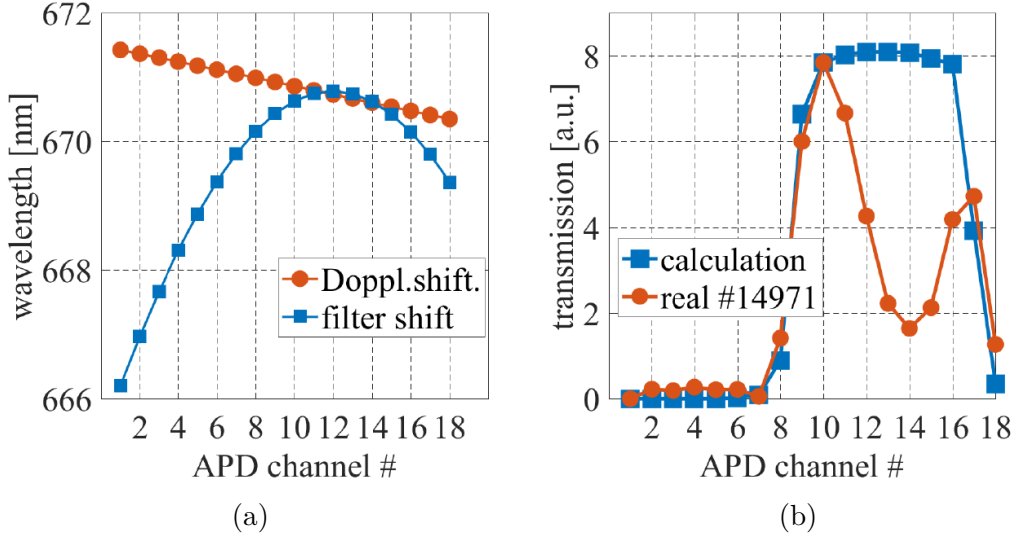 672
670
668
666
wavelength [nm]
Doppl.shift.
filter shift
2 4 6 8 10 12 14 16 18
APD channel #
(a)
8
6
4
2
0
transmission [a.u.]
calculation
real #14971
2 4 6 8 10 12 14 16 18
APD channel #
(b)